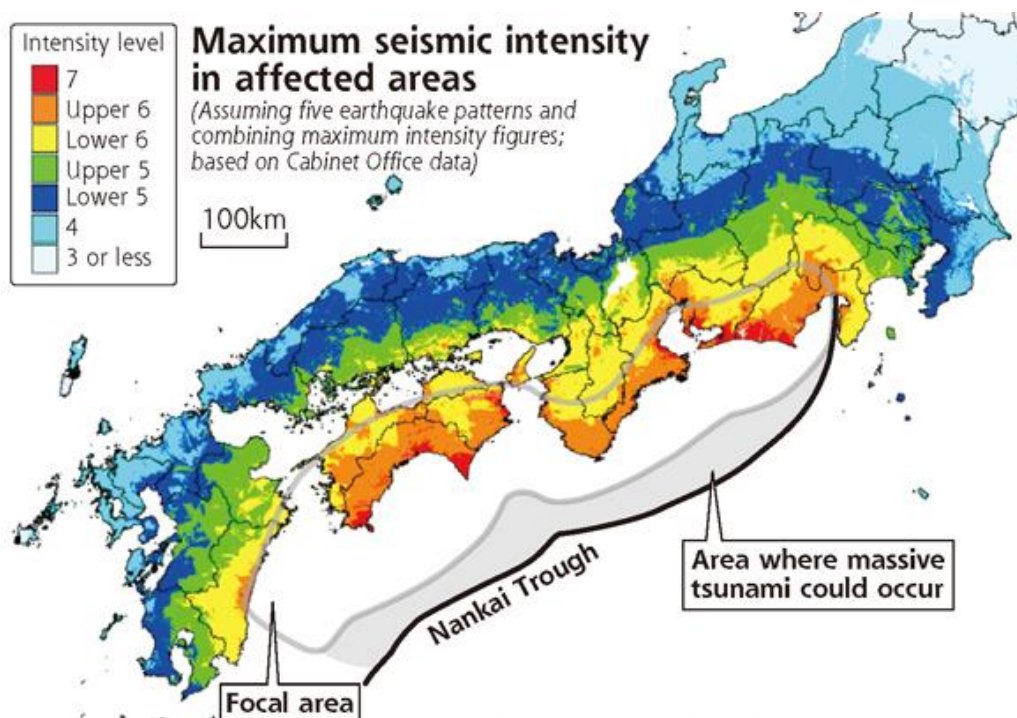 Intensity level
7
Upper 6
Lower 6
Upper 5
Lower 5
4
3 or less
Maximum seismic intensity
in affected areas
(Assuming five earthquake patterns and
combining maximum intensity figures;
based on Cabinet Office data)
100km
Nankai Trough
Area where massive
tsunami could occur
Focal area